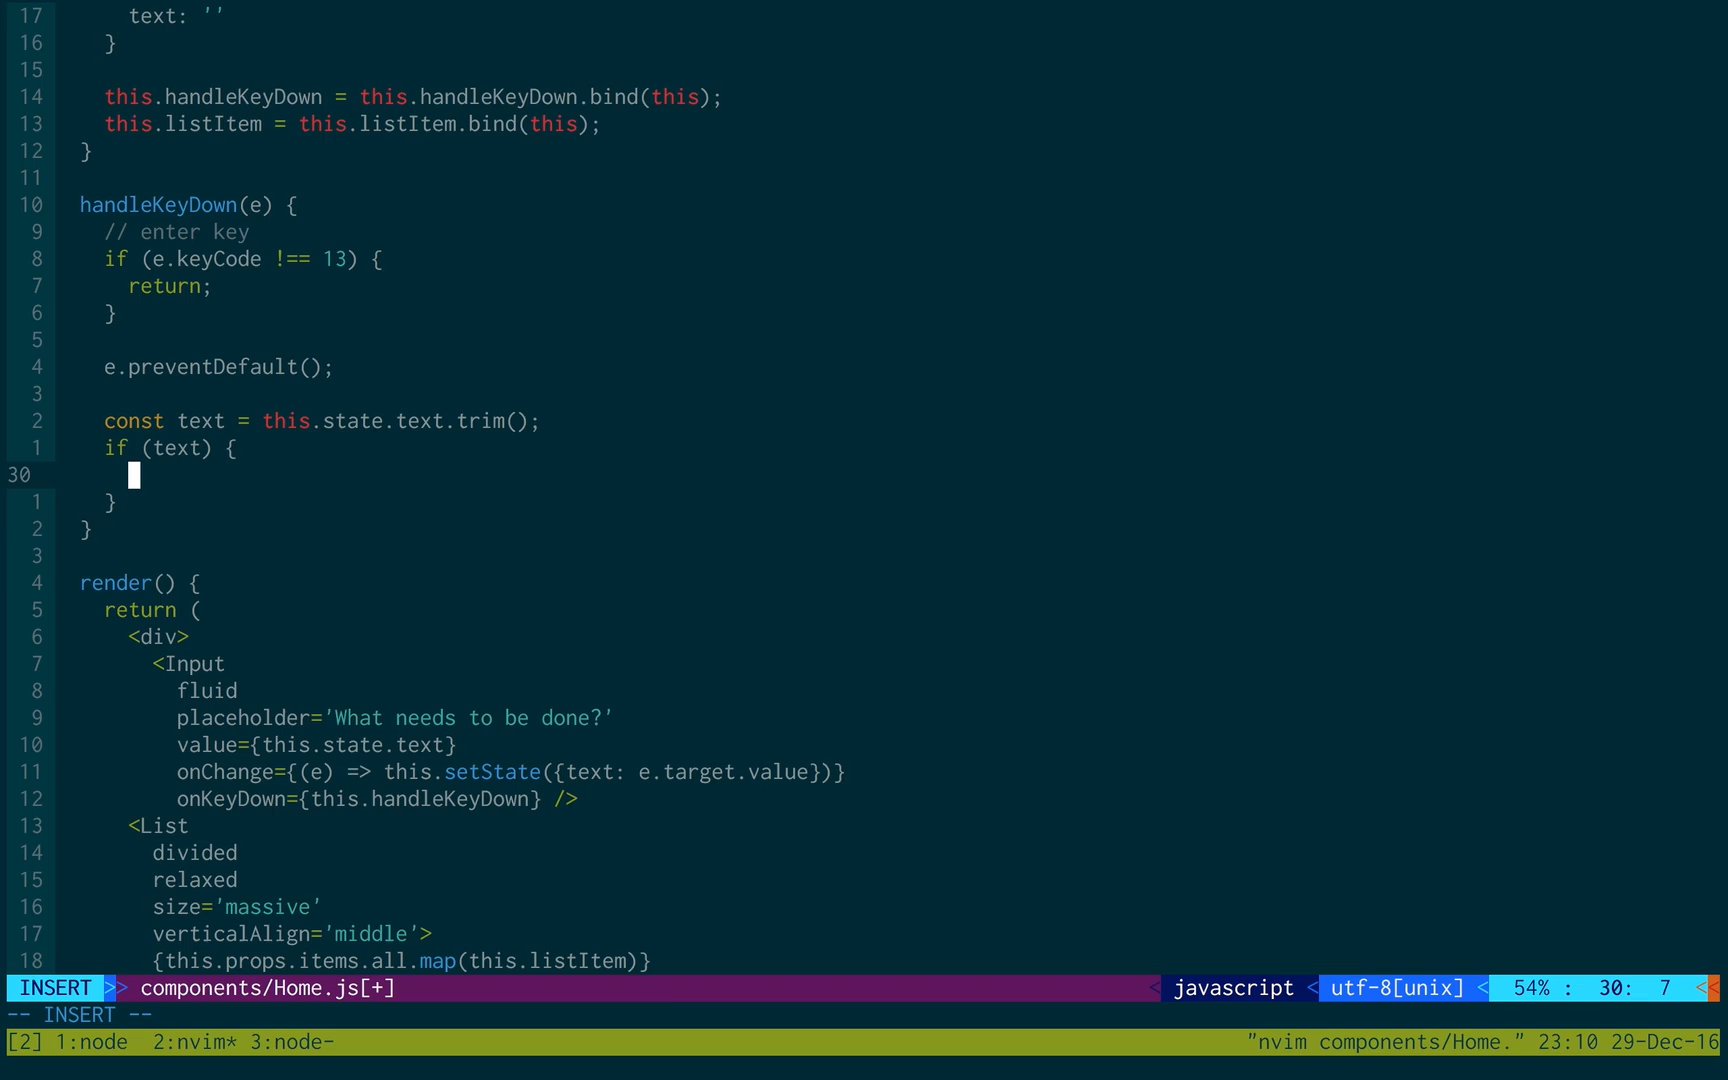 17      text: ''
16    }
15
14    this.handleKeyDown = this.handleKeyDown.bind(this);
13    this.listItem = this.listItem.bind(this);
12  }
11
10  handleKeyDown(e) {
9    // enter key
8    if (e.keyCode !== 13) {
7      return;
6    }
5
4    e.preventDefault();
3
2    const text = this.state.text.trim();
1    if (text) {
30
1    }
2  }
3
4  render() {
5    return (
6      <div>
7        <Input
8          fluid
9          placeholder='What needs to be done?'
10          value={this.state.text}
11          onChange={(e) => this.setState({text: e.target.value})}
12          onKeyDown={this.handleKeyDown} />
13      <List
14        divided
15        relaxed
16        size='massive'
17        verticalAlign='middle'>
18        {this.props.items.all.map(this.listItem)}
INSERT >> components/Home.js[+] < javascript < utf-8[unix] < 54% : 30: 7 <<
-- INSERT --
[2] 1:node  2:nvim* 3:node- "nvim components/Home." 23:10 29-Dec-16